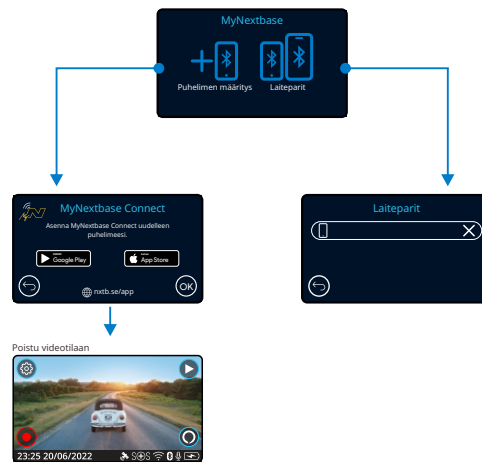 MyNextbase
Puhelimen määritys
Laiteparit
MyNextbase Connect
Asenna MyNextbase Connect uudelleen
puhelimeesi.
Google Play
App Store
OK
nxtb.se/app
Laiteparit
Poistu videotilaan
23:25 20/06/2022
SOS